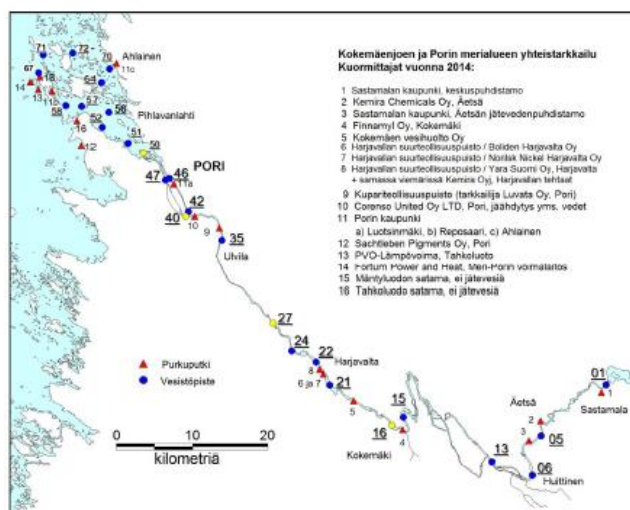 Kokemäenjoen ja Porin merialueen yhteistarkkailu
Kuormittajat vuonna 2014:
1 Sastamalan kaupunki, keskuspuhdistamo
2 Kemira Chemicals Oy, Äetsä
3 Sastamalan kaupunki, Äetsän jätevedenpuhdistamo
4 Finnamyl Oy, Kokemäki
5 Kokemäen vesihuolto Oy
6 Harjavallan suurteollisuuspuisto / Boliden Harjavalta Oy
7 Harjavallan suurteollisuuspuisto / Norilsk Nickel Harjavalta Oy
8 Harjavallan suurteollisuuspuisto / Yara Suomi Oy, Harjavalta
+ samassa viemärissä Kemira Oyj, Harjavallan tehtaat
9 Kupariteollisuuspuisto (tarkkailija Luvata Oy, Pori)
10 Corenso United Oy LTD, Pori, jäähdytys yms. vedet
11 Porin kaupunki
a) Luotsinmäki, b) Reposaari, c) Ahlainen
12 Sachtleben Pigments Oy, Pori
13 PVO-Lämpövoima, Tahkoluoto
14 Fortum Power and Heat, Meri-Porin voimalaitos
15 Mäntyluodon satama, ei jätevesiä
16 Tahkoluodon satama, ei jätevesiä
71
72
70
Ahlainen
11c
67
64
14
13
11b
58
57
56
Pihlavanlahti
16
52
12
51
50
PORI
47
46
11a
42
40
10
9
35
Ulvila
27
24
22
Harjavalta
8
6 ja 7
21
5
15
16
4
Kokemäki
13
06
Huittinen
Äetsä
2
3
05
01
1
Sastamala
Purkuputki
Vesistöpiste
0
10
20
kilometriä